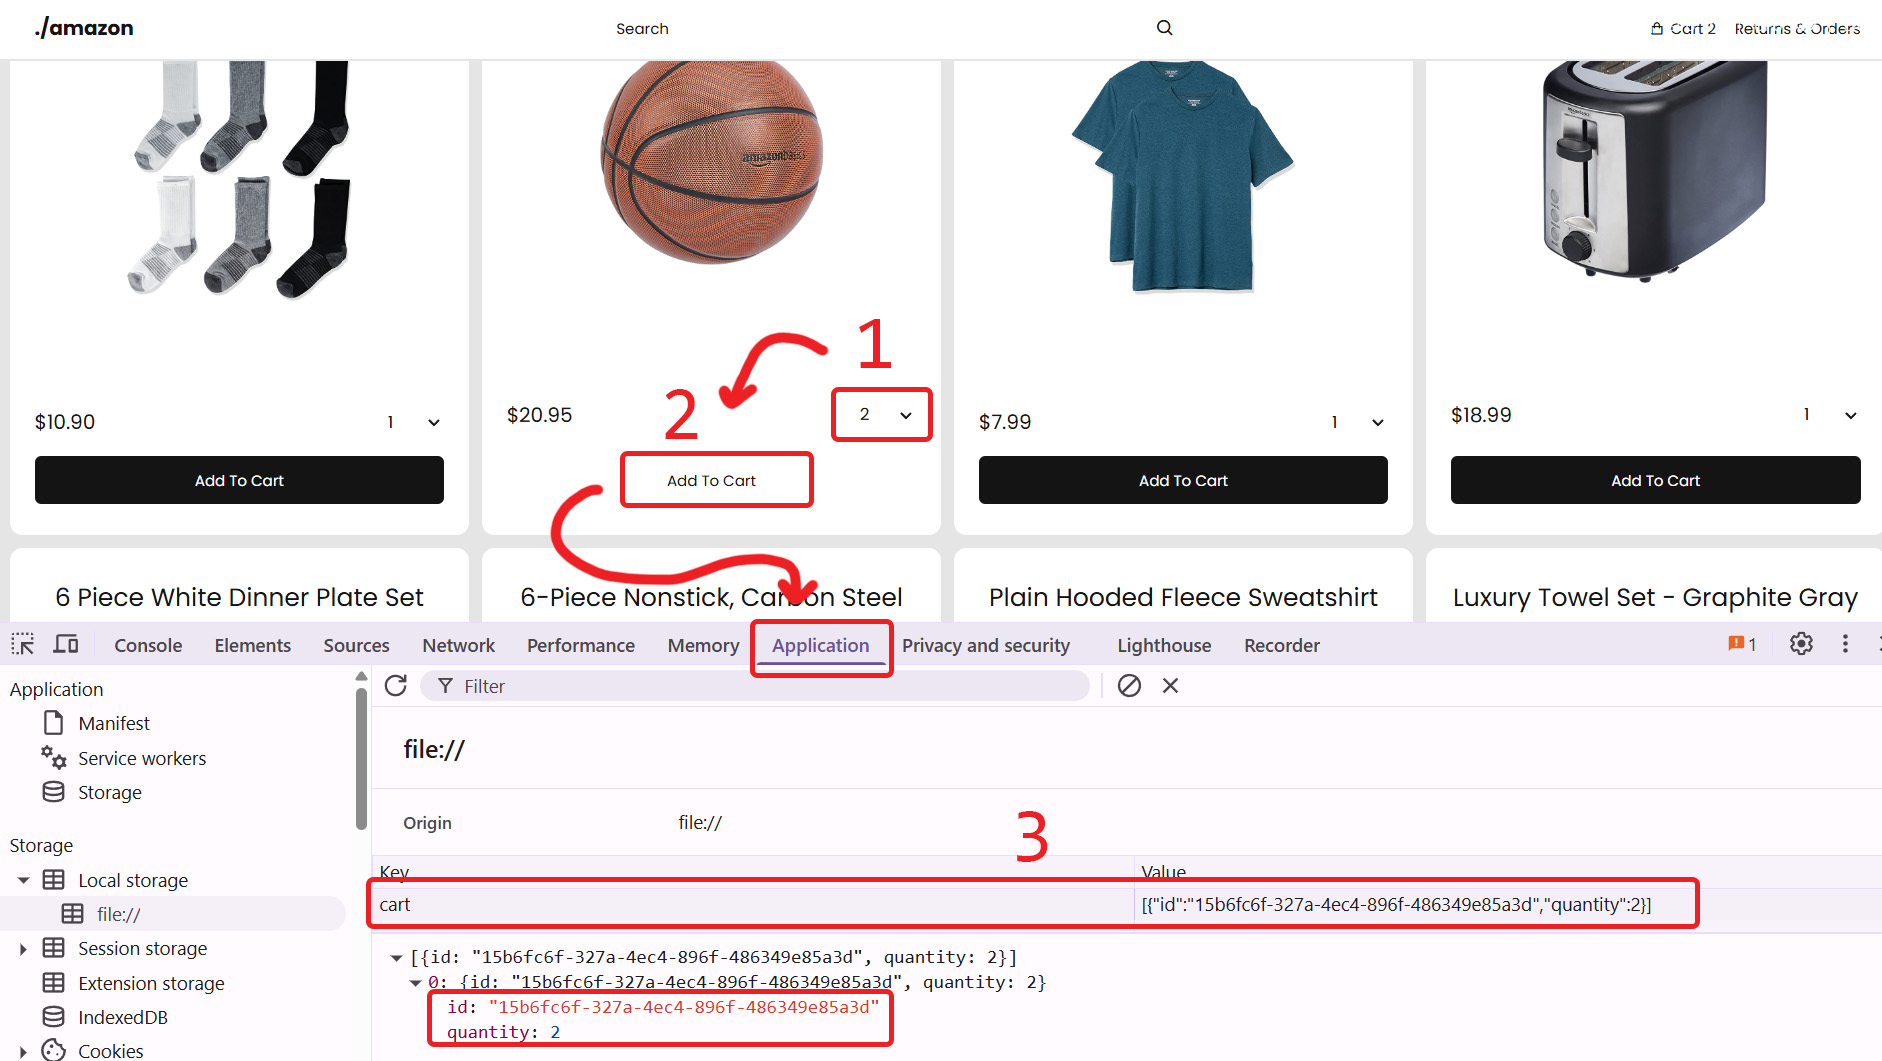 ./amazon
Search
Cart 2
Returns & Orders
amazonbasics
$10.90
1
$20.95
2
$7.99
1
$18.99
1
1
2
Add To Cart
Add To Cart
Add To Cart
Add To Cart
6 Piece White Dinner Plate Set
6-Piece Nonstick, Carbon Steel
Plain Hooded Fleece Sweatshirt
Luxury Towel Set - Graphite Gray
Console
Elements
Sources
Network
Performance
Memory
Application
Privacy and security
Lighthouse
Recorder
1
Application
Manifest
Service workers
Storage
Storage
Local storage
file://
Session storage
Extension storage
IndexedDB
Cookies
Filter
file://
Origin
file://
3
Key
Value
cart
[{"id":"15b6fc6f-327a-4ec4-896f-486349e85a3d","quantity":2}]
[{id: "15b6fc6f-327a-4ec4-896f-486349e85a3d", quantity: 2}]
0: {id: "15b6fc6f-327a-4ec4-896f-486349e85a3d", quantity: 2}
id: "15b6fc6f-327a-4ec4-896f-486349e85a3d"
quantity: 2